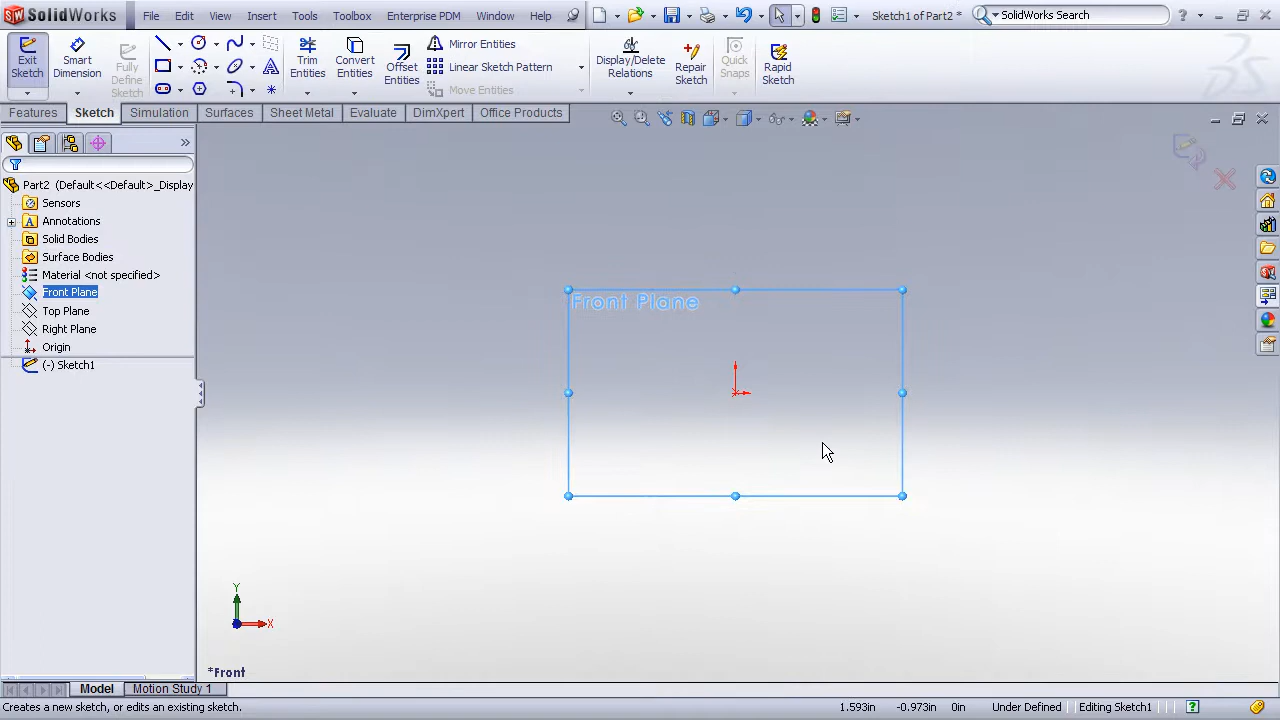 SolidWorks File Edit View Insert Tools Toolbox Enterprise PDM Window Help Sketch1 of Part2 * SolidWorks Search
Exit Sketch
Smart Dimension
Fully Define Sketch
Trim Entities
Convert Entities
Offset Entities
Mirror Entities
Linear Sketch Pattern
Move Entities
Display/Delete Relations
Repair Sketch
Quick Snaps
Rapid Sketch
Features Sketch Simulation Surfaces Sheet Metal Evaluate DimXpert Office Products
Part2 (Default<<Default>_Display
Sensors
Annotations
Solid Bodies
Surface Bodies
Material <not specified>
Front Plane
Top Plane
Right Plane
Origin
(-) Sketch1
Front Plane
Y
X
*Front
Model Motion Study 1
Creates a new sketch, or edits an existing sketch. 1.593in -0.973in 0in Under Defined Editing Sketch1